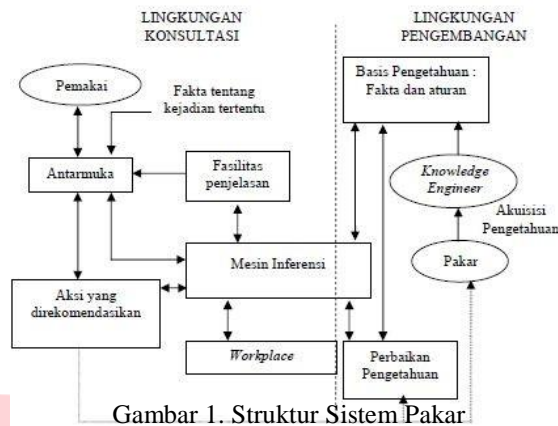 LINGKUNGAN
KONSULTASI
LINGKUNGAN
PENGEMBANGAN
Pemakai
Fakta tentang
kejadian tertentu
Basis Pengetahuan :
Fakta dan aturan
Antarmuka
Fasilitas
penjelasan
Knowledge
Engineer
Akuisisi
Pengetahuan
Mesin Inferensi
Pakar
Aksi yang
direkomendasikan
Workplace
Perbaikan
Pengetahuan
Gambar 1. Struktur Sistem Pakar